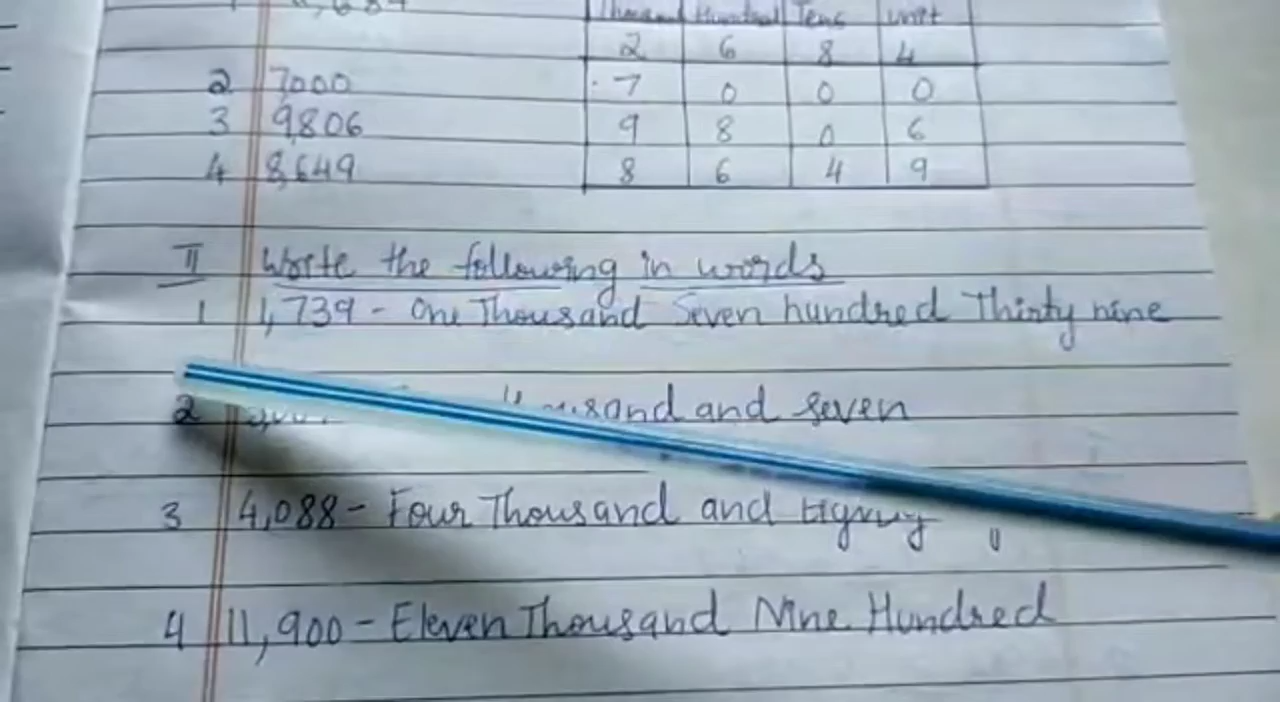 Thousand Hundred Tens Unit
2 6 8 4
2 7000 7 0 0 0
3 9,806 9 8 0 6
4 8,649 8 6 4 9
II Write the following in words
1 1,739 - One Thousand Seven hundred Thirty nine
2 and seven
3 4,088 - Four Thousand and
4 11,900 - Eleven Thousand Nine Hundred